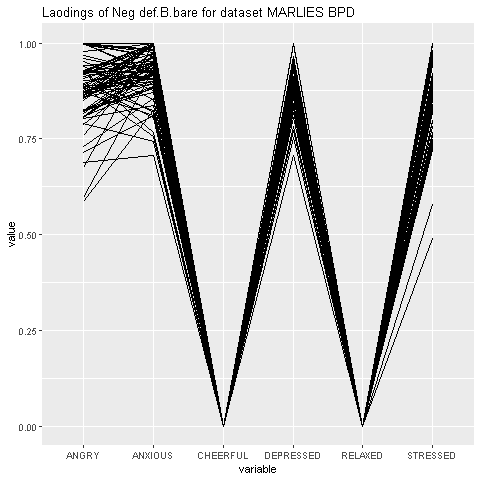 Laodings of Neg def.B.bare for dataset MARLIES BPD
1.00
0.75
0.50
0.25
0.00
value
ANGRY ANXIOUS CHEERFUL DEPRESSED RELAXED STRESSED
variable